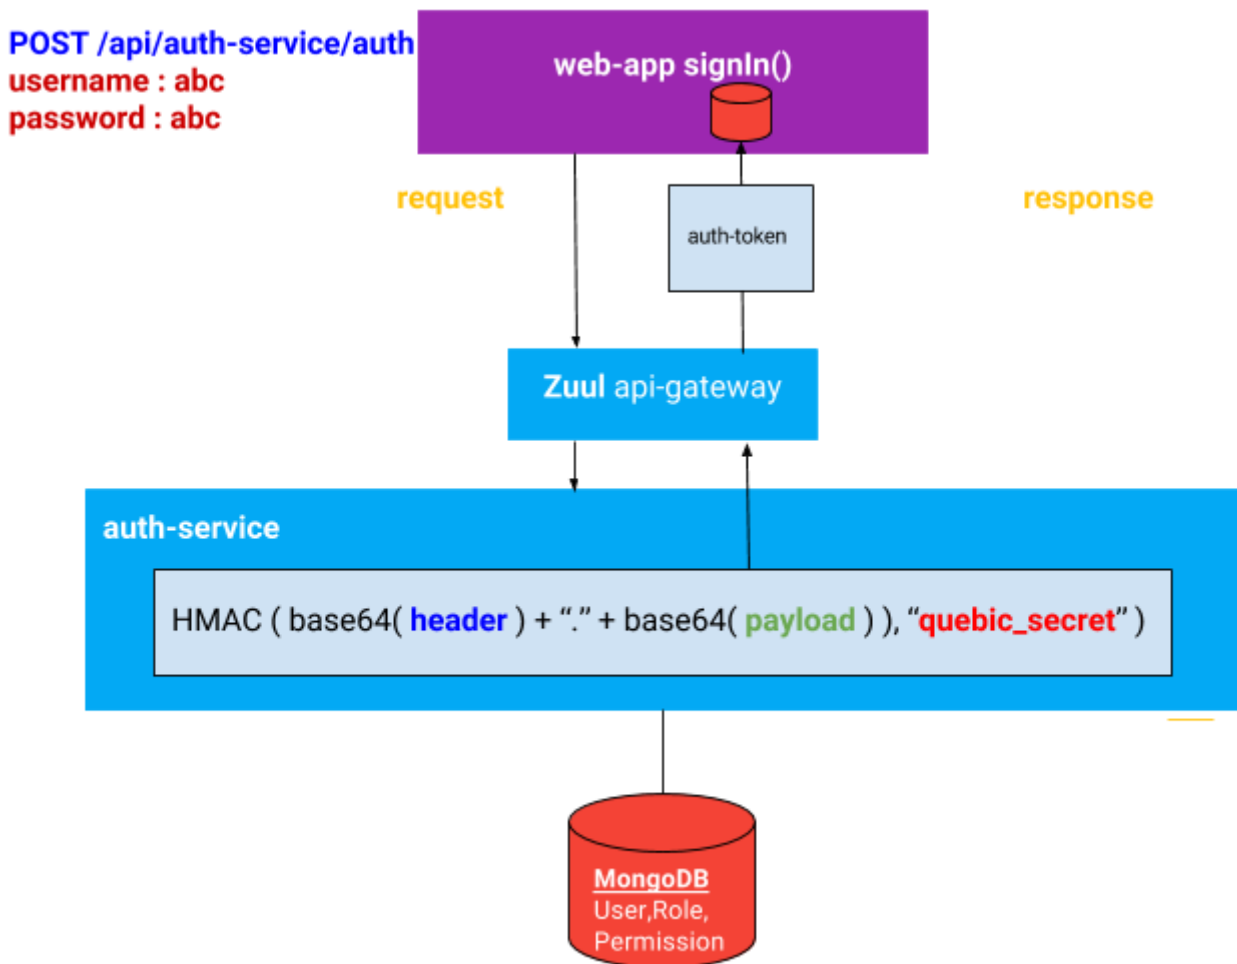 POST /api/auth-service/auth
username : abc
password : abc
web-app signIn()
request
response
auth-token
Zuul api-gateway
auth-service
HMAC ( base64( header ) + “.” + base64( payload ) ), “quebic_secret” )
MongoDB
User,Role,
Permission